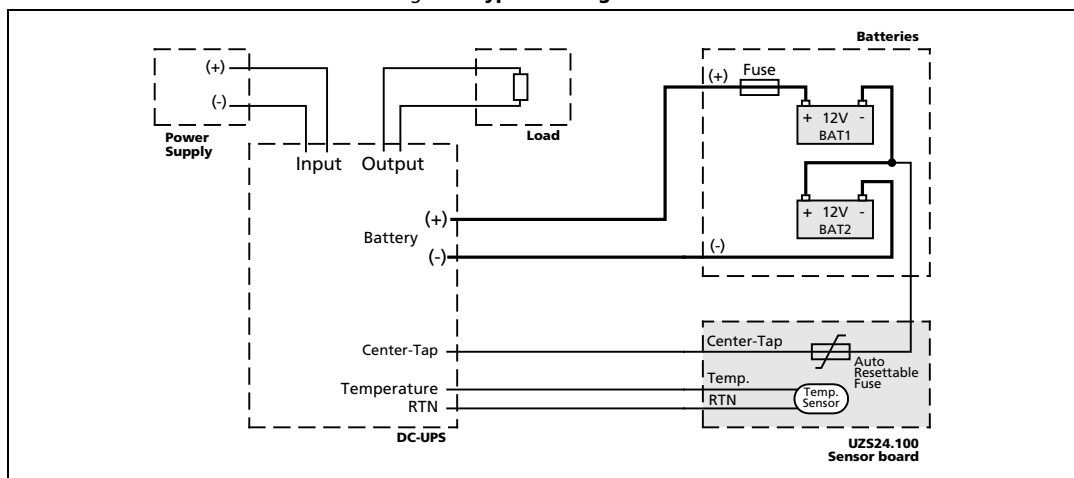 Batteries
(+)
(-)
Power
Supply
Load
Input
Output
(+)
Fuse
+ 12V -
BAT1
+ 12V -
BAT2
(-)
(+)
Battery
(-)
Center-Tap
Temperature
RTN
DC-UPS
Center-Tap
Auto
Resettable
Fuse
Temp.
RTN
Temp.
Sensor
UZS24.100
Sensor board